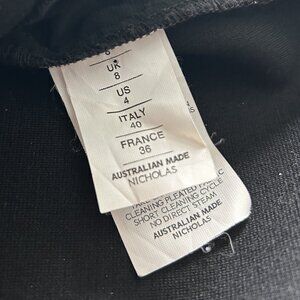 UK
8
US
4
ITALY
40
FRANCE
36
AUSTRALIAN MADE
NICHOLAS
CLEANING PLEATED
SHORT CLEANING CYCLE
NO DIRECT STEAM
AUSTRALIAN MADE
NICHOLAS